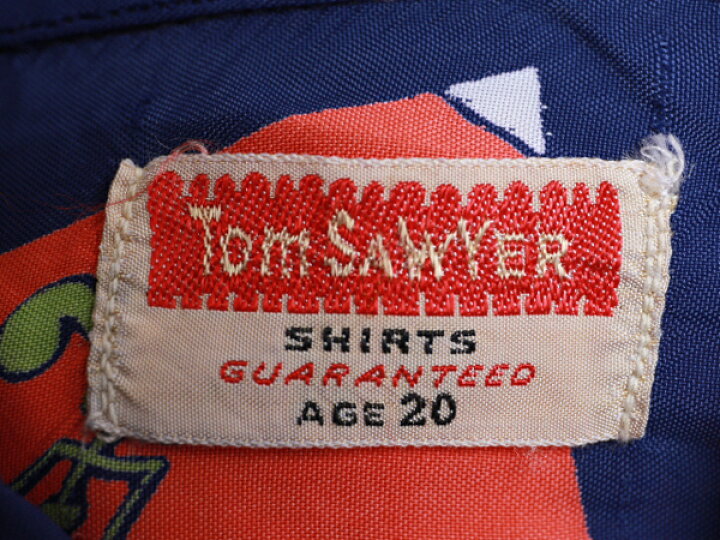 Tom SAWYER
SHIRTS
GUARANTEED
AGE 20